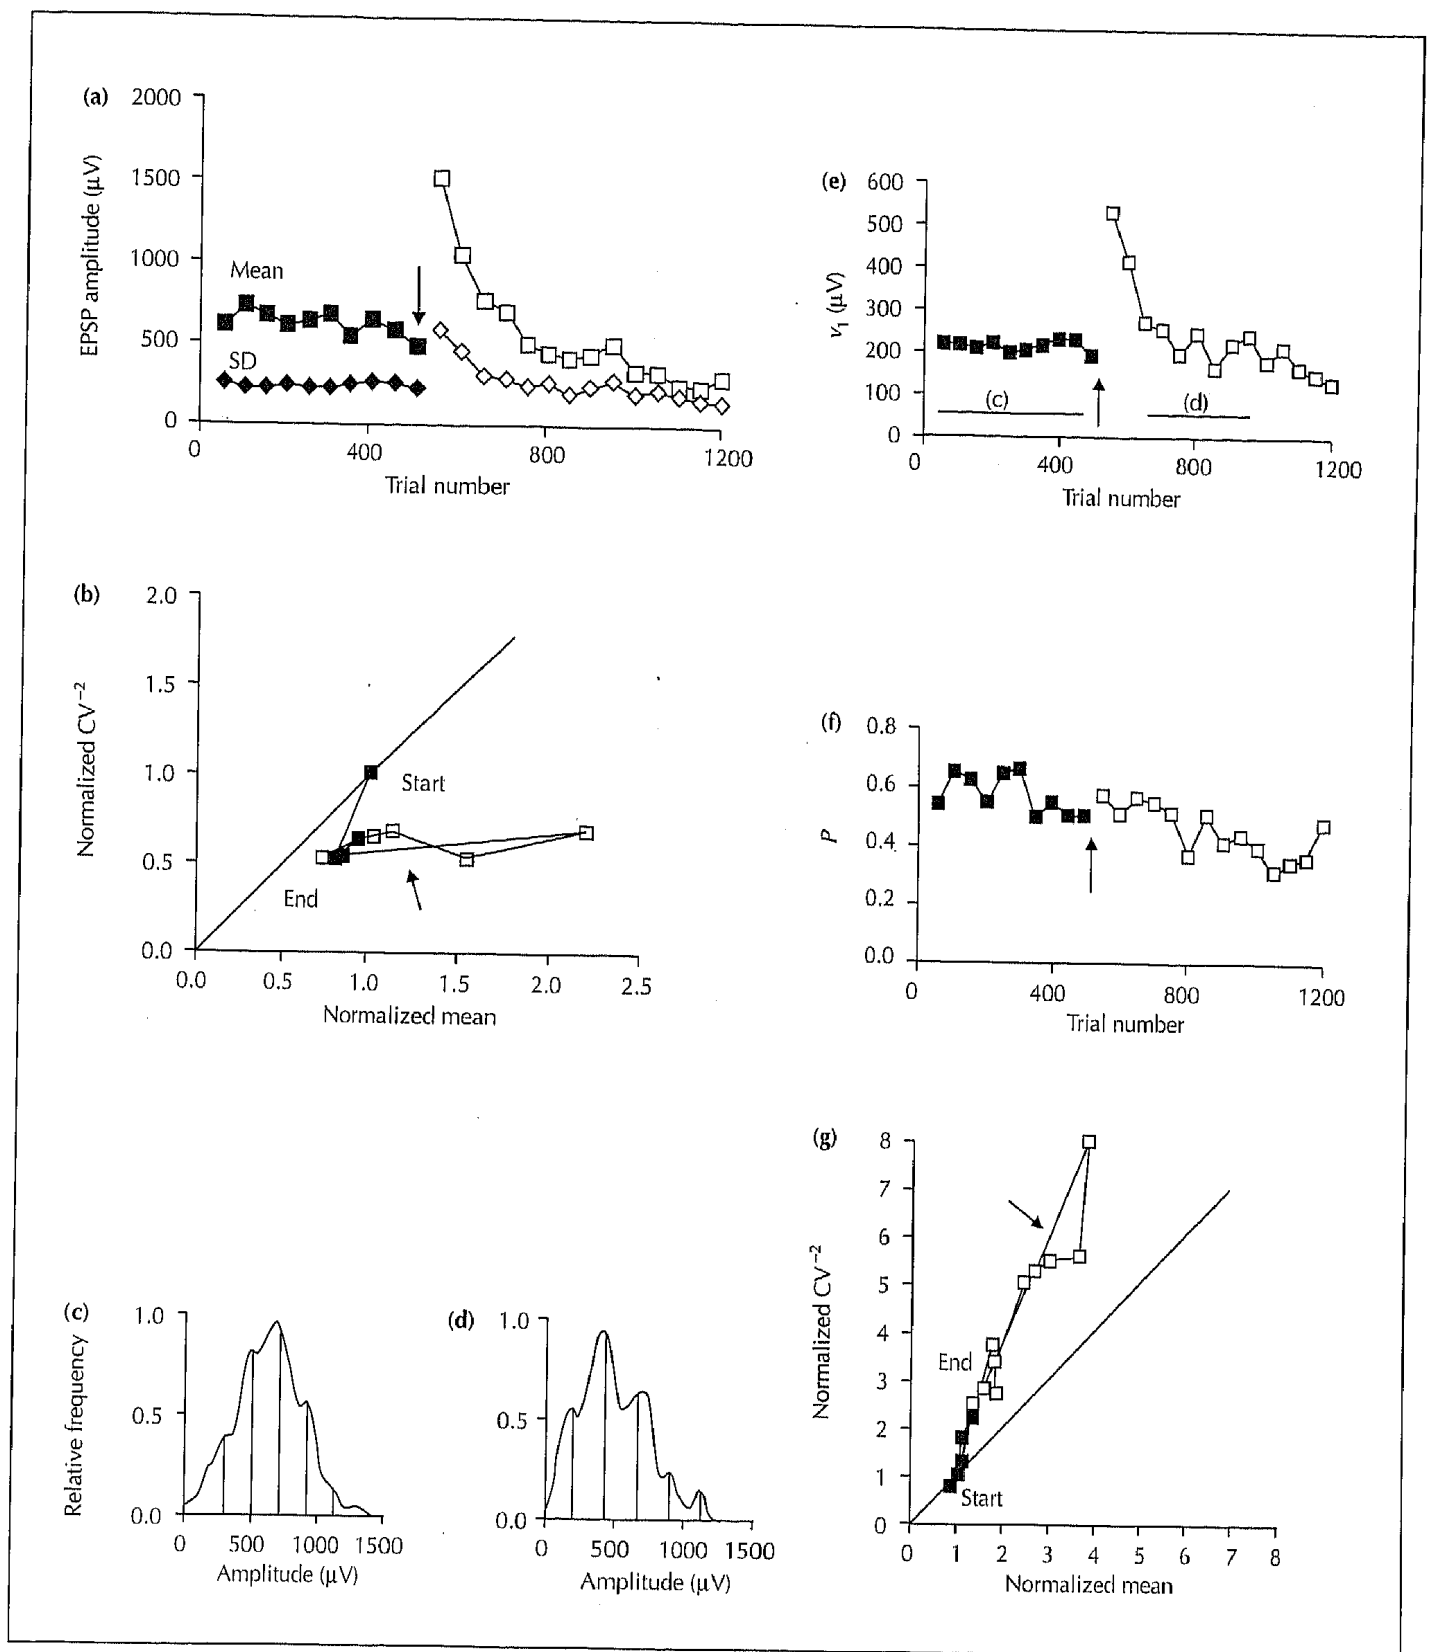 (a)
2000
1500
1000
500
0
EPSP amplitude (µV)
Mean
SD
0 400 800 1200
Trial number
(e)
600
500
400
300
200
100
0
v₁ (µV)
(c) (d)
0 400 800 1200
Trial number
(b)
2.0
1.5
1.0
0.5
0.0
Normalized CV⁻²
Start
End
0.0 0.5 1.0 1.5 2.0 2.5
Normalized mean
(f)
0.8
0.6
0.4
0.2
0.0
P
0 400 800 1200
Trial number
(c)
1.0
0.5
0.0
Relative frequency
0 500 1000 1500
Amplitude (µV)
(d)
1.0
0.5
0.0
0 500 1000 1500
Amplitude (µV)
(g)
8
7
6
5
4
3
2
1
0
Normalized CV⁻²
End
Start
0 1 2 3 4 5 6 7 8
Normalized mean